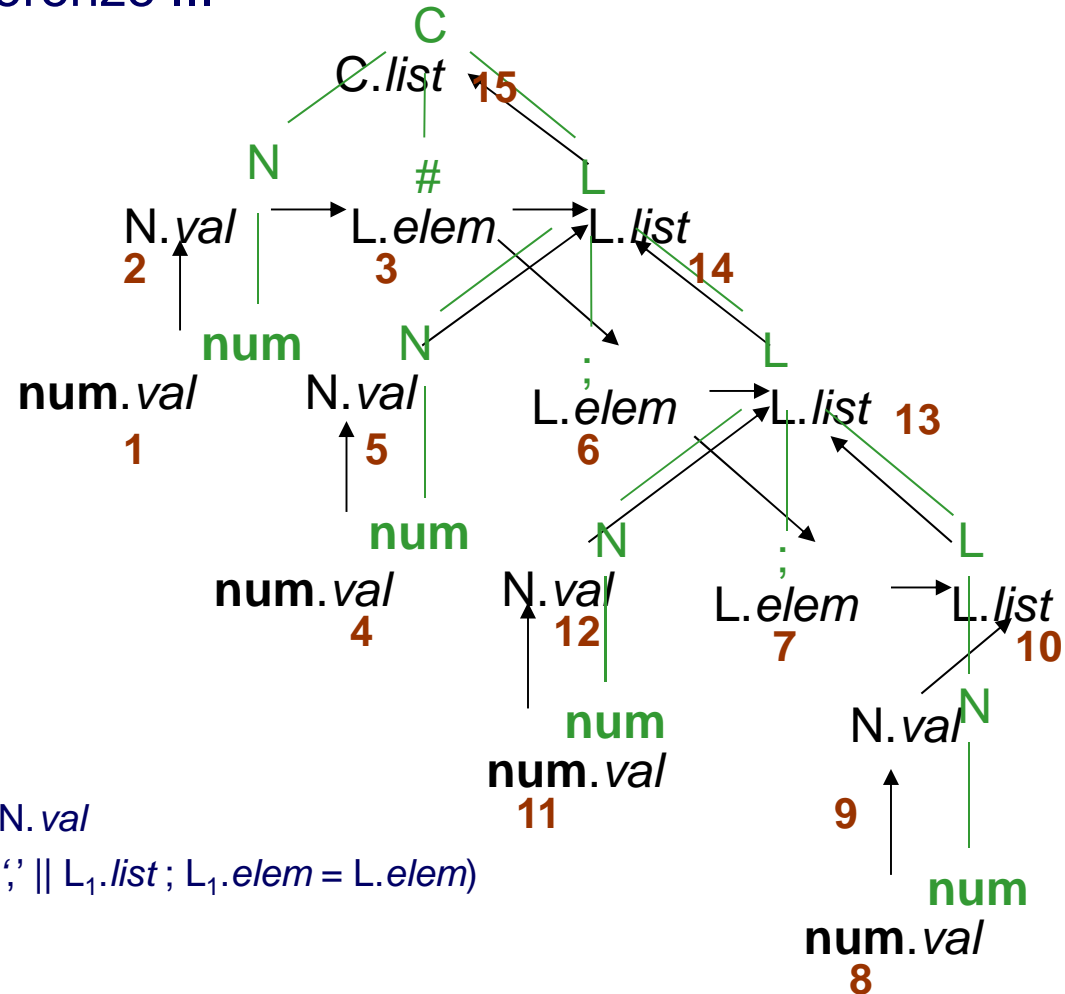 C
C.list 15
N # L
N.val L.elem L.list
2 3 14
num N ; L
num.val N.val L.elem L.list 13
1 5 6
num N ; L
num.val N.val L.elem L.list
4 12 7 10
num N.val N
num.val
11 9
N.val
‘;’ || L₁.list ; L₁.elem = L.elem)
num
num.val
8